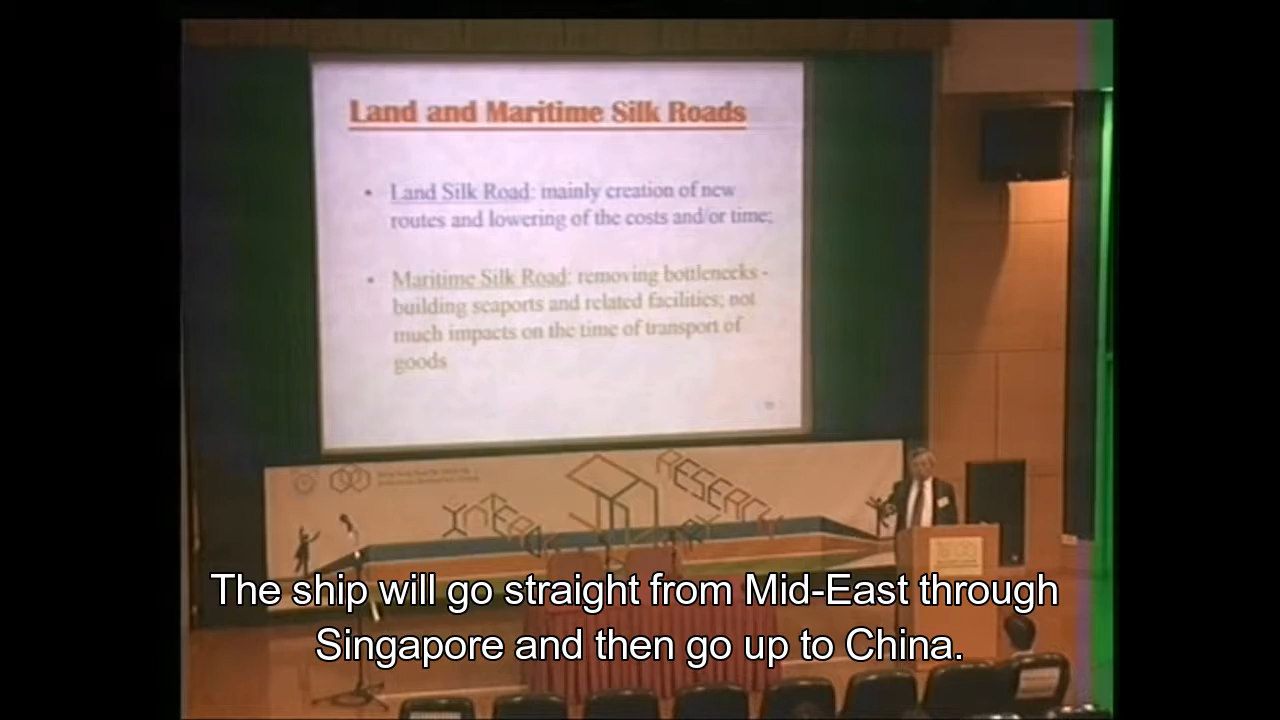 Land and Maritime Silk Roads
• Land Silk Road: mainly creation of new
routes and lowering of the costs and/or time;
• Maritime Silk Road: removing bottlenecks -
building seaports and related facilities; not
much impacts on the time of transport of
goods
RESEARCH
The ship will go straight from Mid-East through
Singapore and then go up to China.